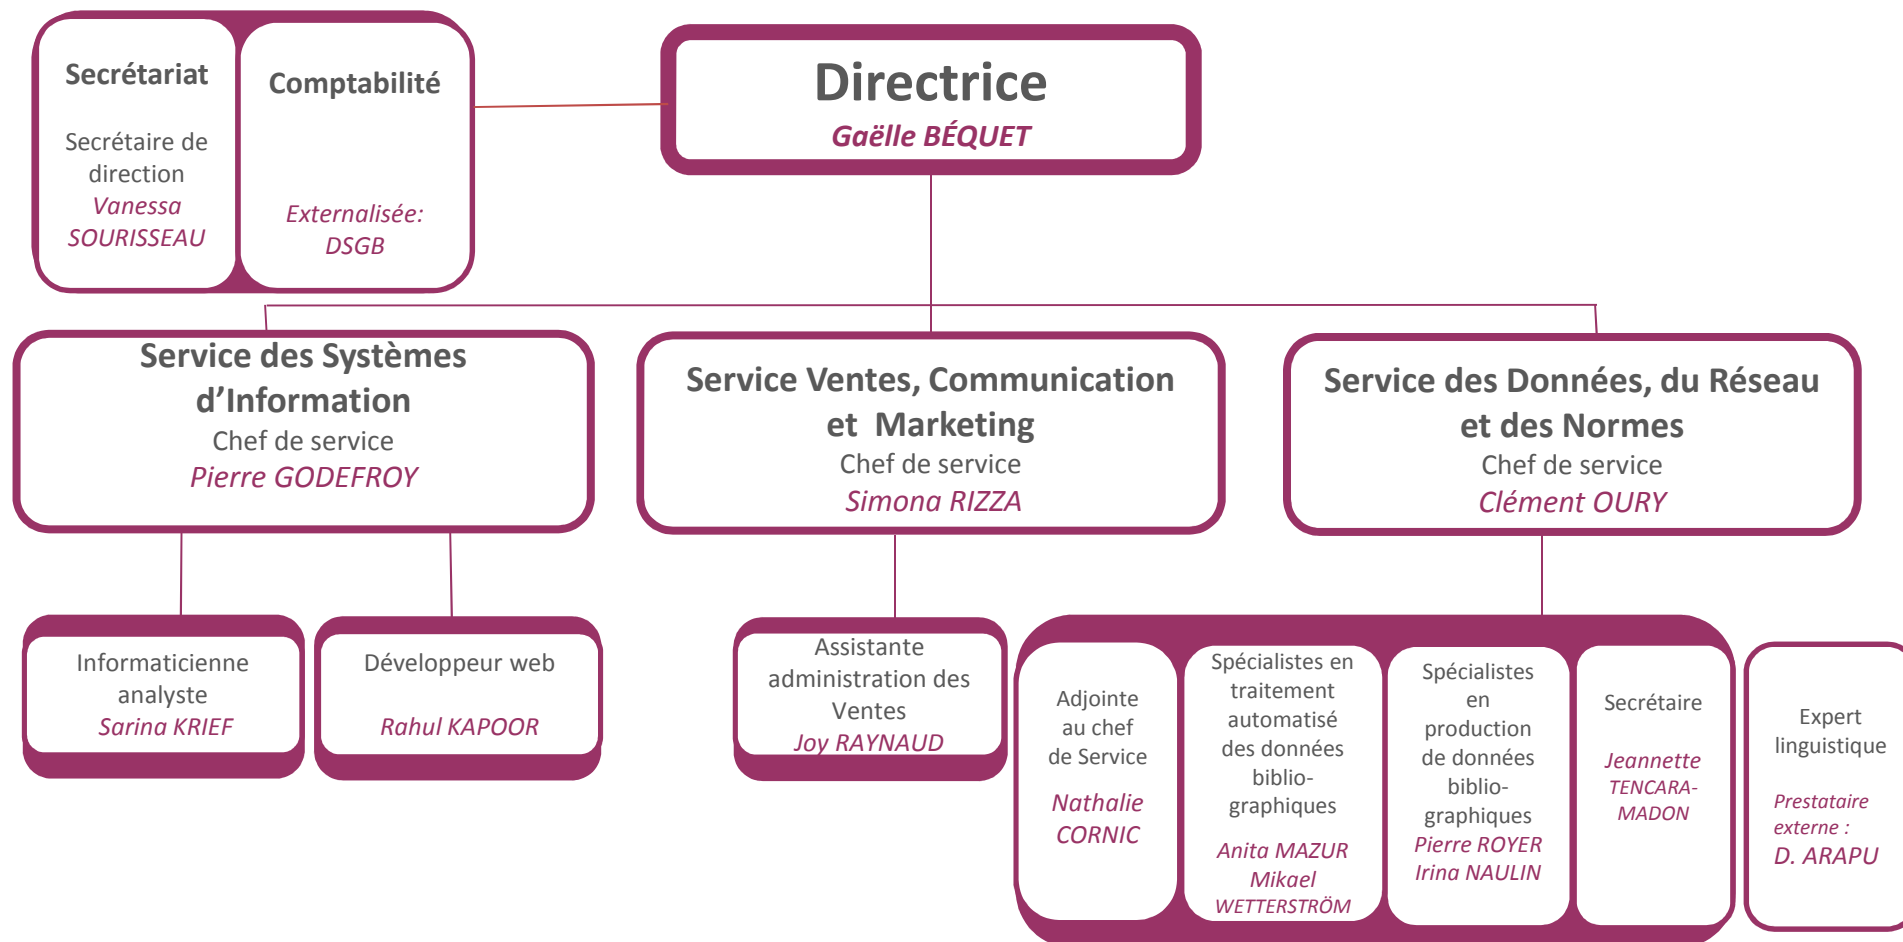 Secrétariat
Secrétaire de
direction
Vanessa
SOURISSEAU
Comptabilité
Externalisée:
DSGB
Directrice
Gaëlle BÉQUET
Service des Systèmes
d’Information
Chef de service
Pierre GODEFROY
Service Ventes, Communication
et  Marketing
Chef de service
Simona RIZZA
Service des Données, du Réseau
et des Normes
Chef de service
Clément OURY
Informaticienne
analyste
Sarina KRIEF
Développeur web
Rahul KAPOOR
Assistante
administration des
Ventes
Joy RAYNAUD
Adjointe
au chef
de Service
Nathalie
CORNIC
Spécialistes en
traitement
automatisé
des données
biblio-
graphiques
Anita MAZUR
Mikael
WETTERSTRÖM
Spécialistes
en
production
de données
biblio-
graphiques
Pierre ROYER
Irina NAULIN
Secrétaire
Jeannette
TENCARA-
MADON
Expert
linguistique
Prestataire
externe :
D. ARAPU